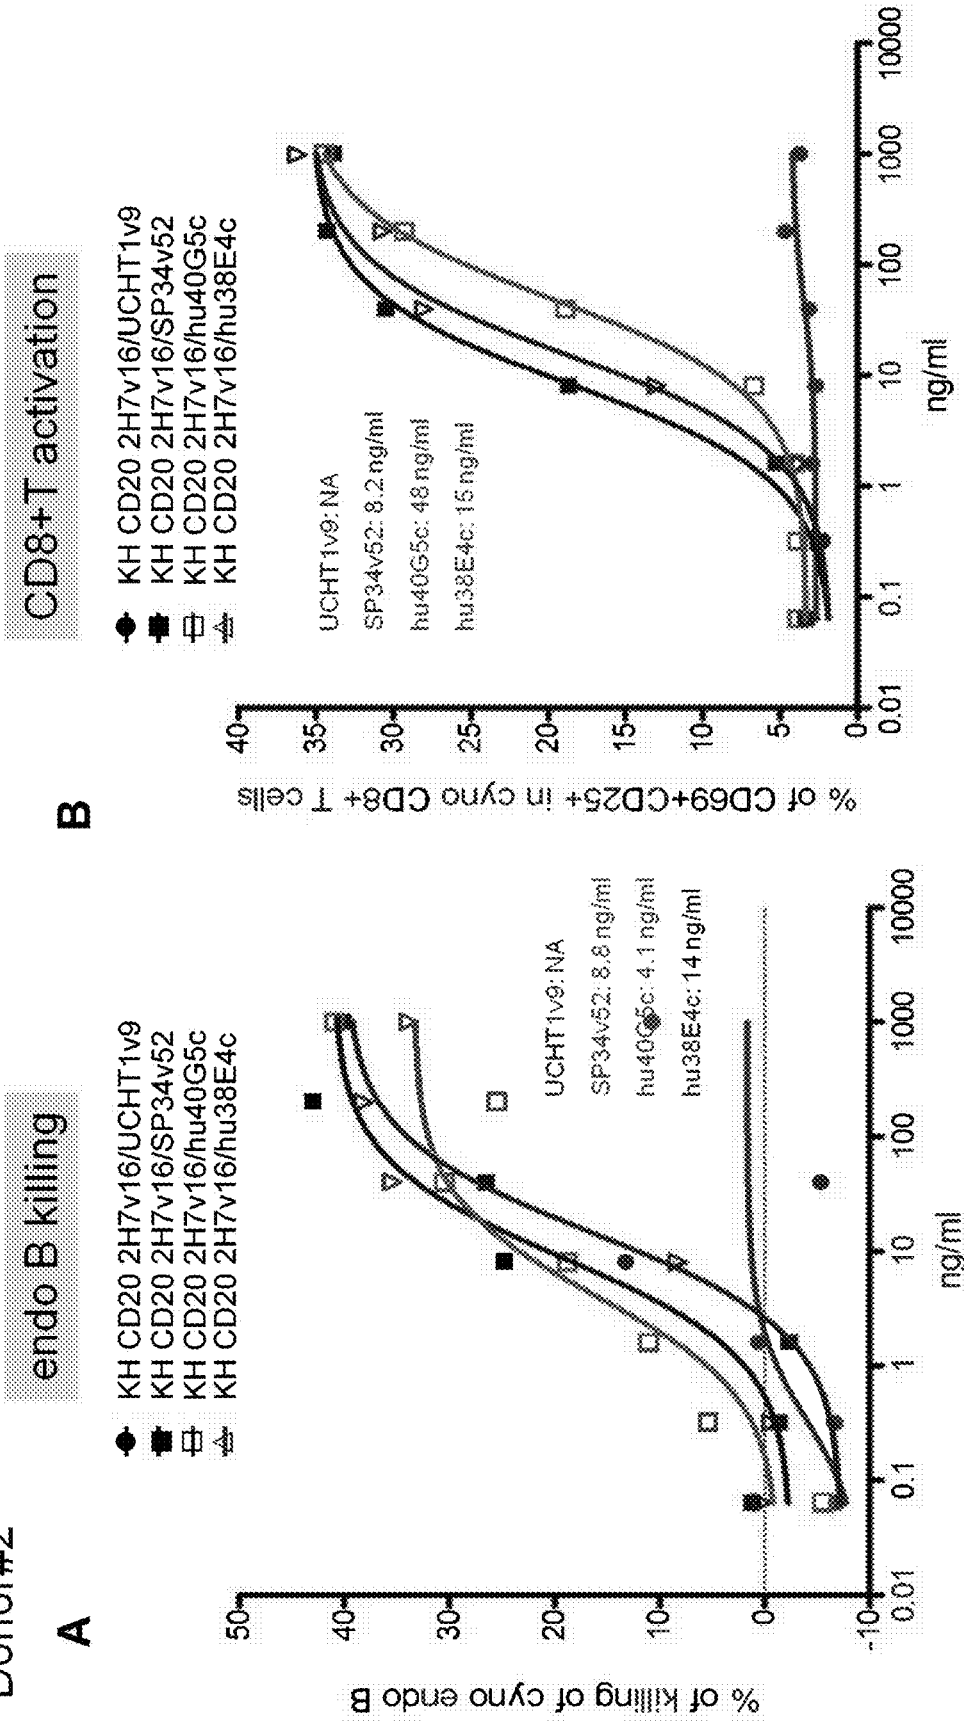 Donor#2
A
endo B killing
KH CD20 2H7v16/UCHT1v9
KH CD20 2H7v16/SP34v52
KH CD20 2H7v16/hu40G5c
KH CD20 2H7v16/hu38E4c
% of killing of cyno endo B
50
40
30
20
10
0
-10
UCHT1v9: NA
SP34v52: 8.8 ng/ml
hu40G5c: 4.1 ng/ml
hu38E4c: 14 ng/ml
0.01
0.1
1
10
100
1000
10000
ng/ml
B
CD8+T activation
KH CD20 2H7v16/UCHT1v9
KH CD20 2H7v16/SP34v52
KH CD20 2H7v16/hu40G5c
KH CD20 2H7v16/hu38E4c
% of CD69+CD25+ in cyno CD8+ T cells
40
35
30
25
20
15
10
5
0
UCHT1v9: NA
SP34v52: 8.2 ng/ml
hu40G5c: 48 ng/ml
hu38E4c: 15 ng/ml
0.01
0.1
1
10
100
1000
10000
ng/ml